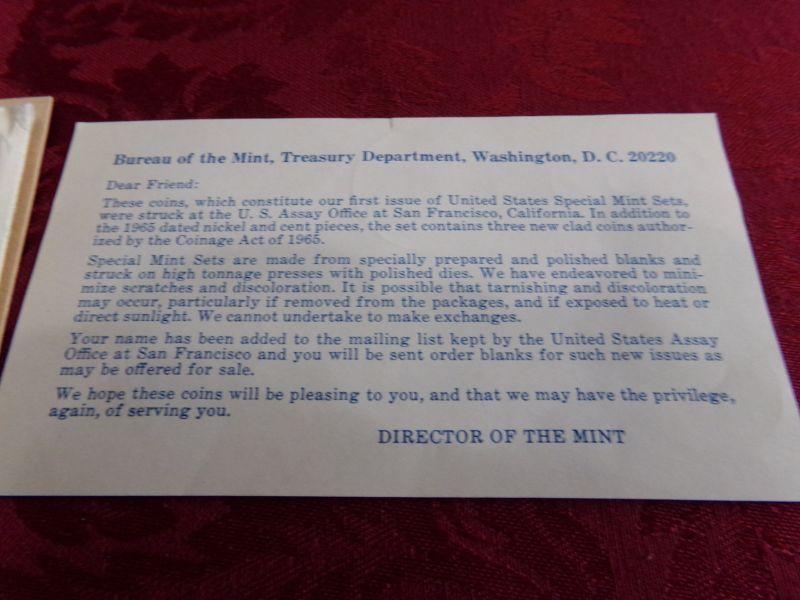 Bureau of the Mint, Treasury Department, Washington, D. C. 20220
Dear Friend:
These coins, which constitute our first issue of United States Special Mint Sets,
were struck at the U. S. Assay Office at San Francisco, California. In addition to
the 1965 dated nickel and cent pieces, the set contains three new clad coins author-
ized by the Coinage Act of 1965.
Special Mint Sets are made from specially prepared and polished blanks and
struck on high tonnage presses with polished dies. We have endeavored to mini-
mize scratches and discoloration. It is possible that tarnishing and discoloration
may occur, particularly if removed from the packages, and if exposed to heat or
direct sunlight. We cannot undertake to make exchanges.
Your name has been added to the mailing list kept by the United States Assay
Office at San Francisco and you will be sent order blanks for such new issues as
may be offered for sale.
We hope these coins will be pleasing to you, and that we may have the privilege,
again, of serving you.
DIRECTOR OF THE MINT